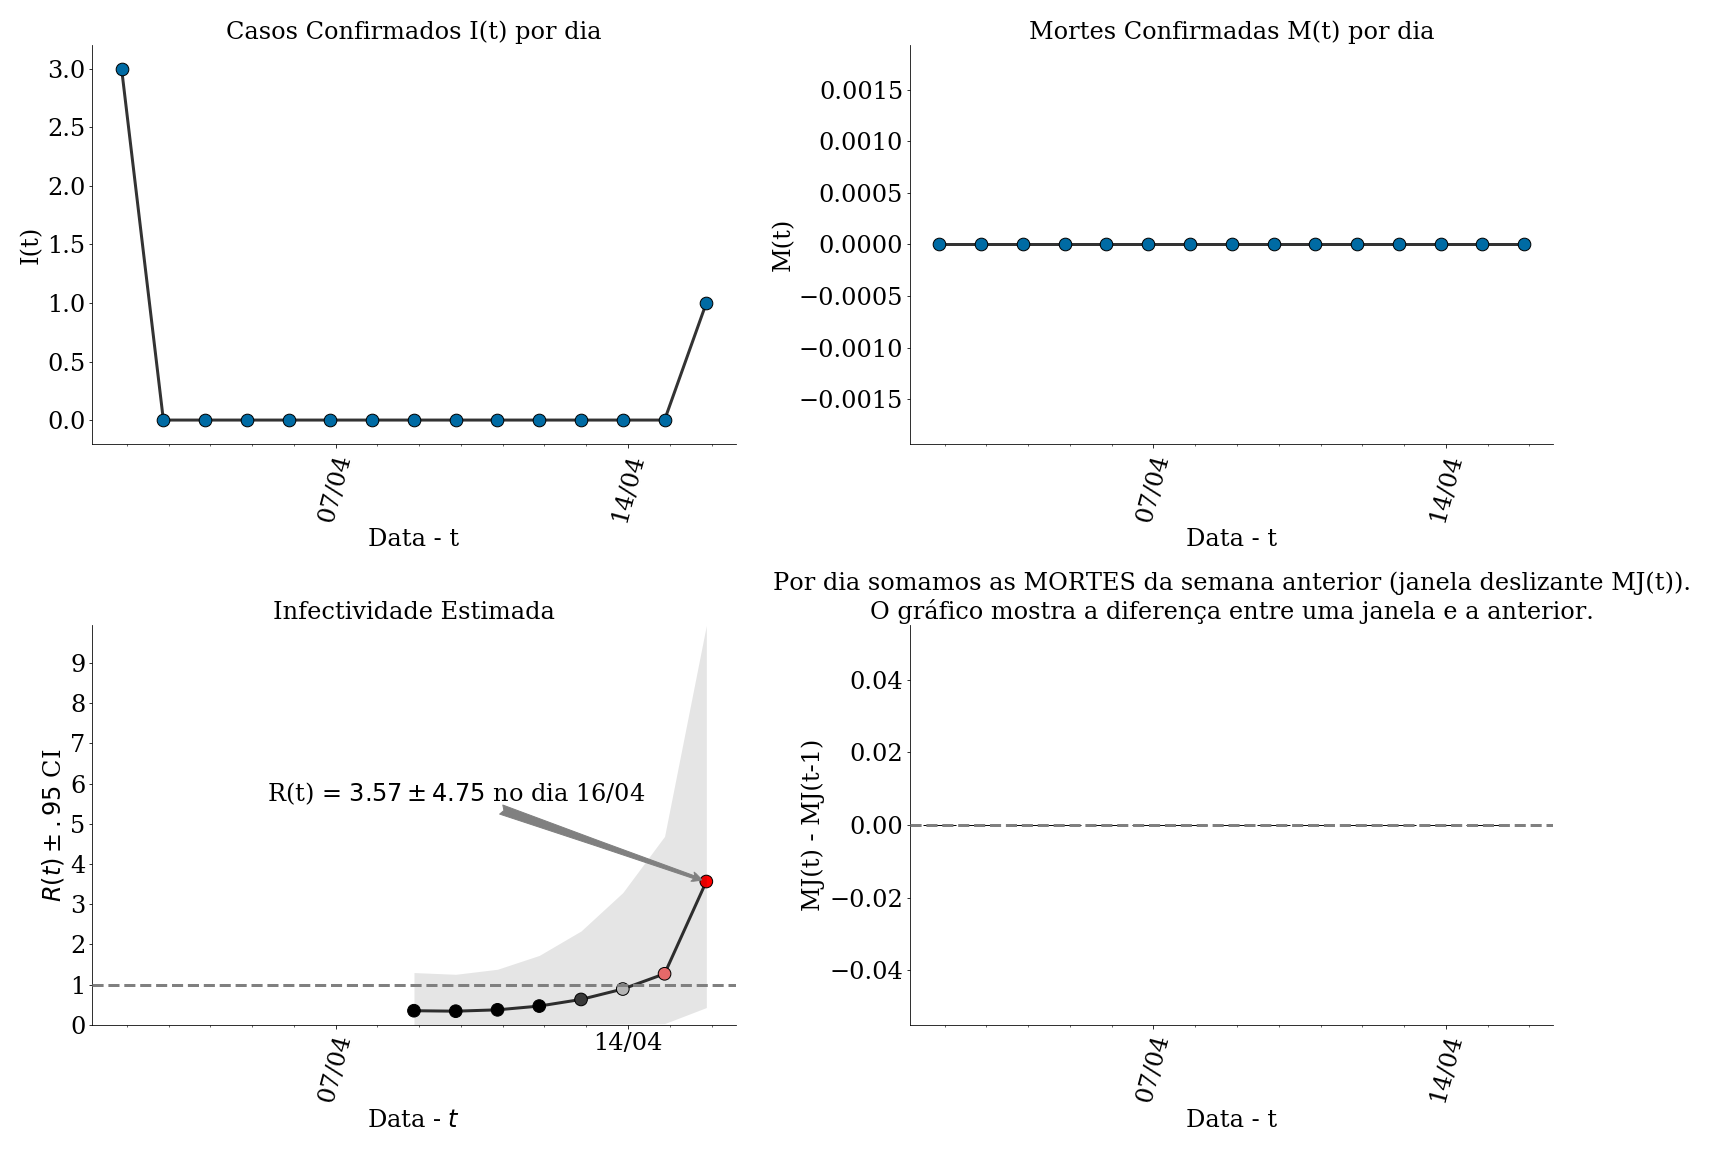 Casos Confirmados I(t) por dia
3.0
2.5
2.0
1.5
1.0
0.5
0.0
I(t)
07/04
14/04
Data - t
Mortes Confirmadas M(t) por dia
0.0015
0.0010
0.0005
0.0000
−0.0005
−0.0010
−0.0015
M(t)
07/04
14/04
Data - t
Infectividade Estimada
9
8
7
6
5
4
3
2
1
0
R(t) ± .95 CI
R(t) = 3.57 ± 4.75 no dia 16/04
07/04
14/04
Data - t
Por dia somamos as MORTES da semana anterior (janela deslizante MJ(t)).
O gráfico mostra a diferença entre uma janela e a anterior.
0.04
0.02
0.00
−0.02
−0.04
MJ(t) - MJ(t-1)
07/04
14/04
Data - t